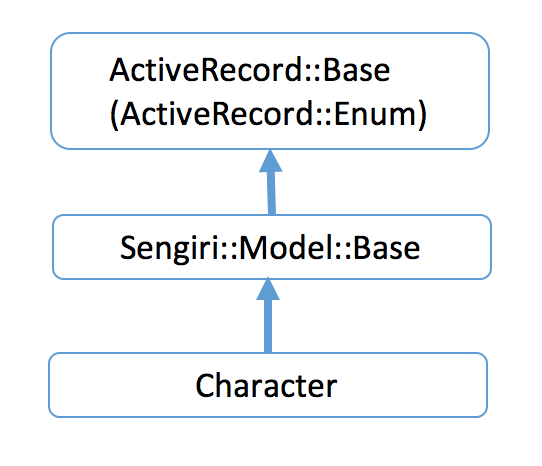 ActiveRecord::Base
(ActiveRecord::Enum)
Sengiri::Model::Base
Character